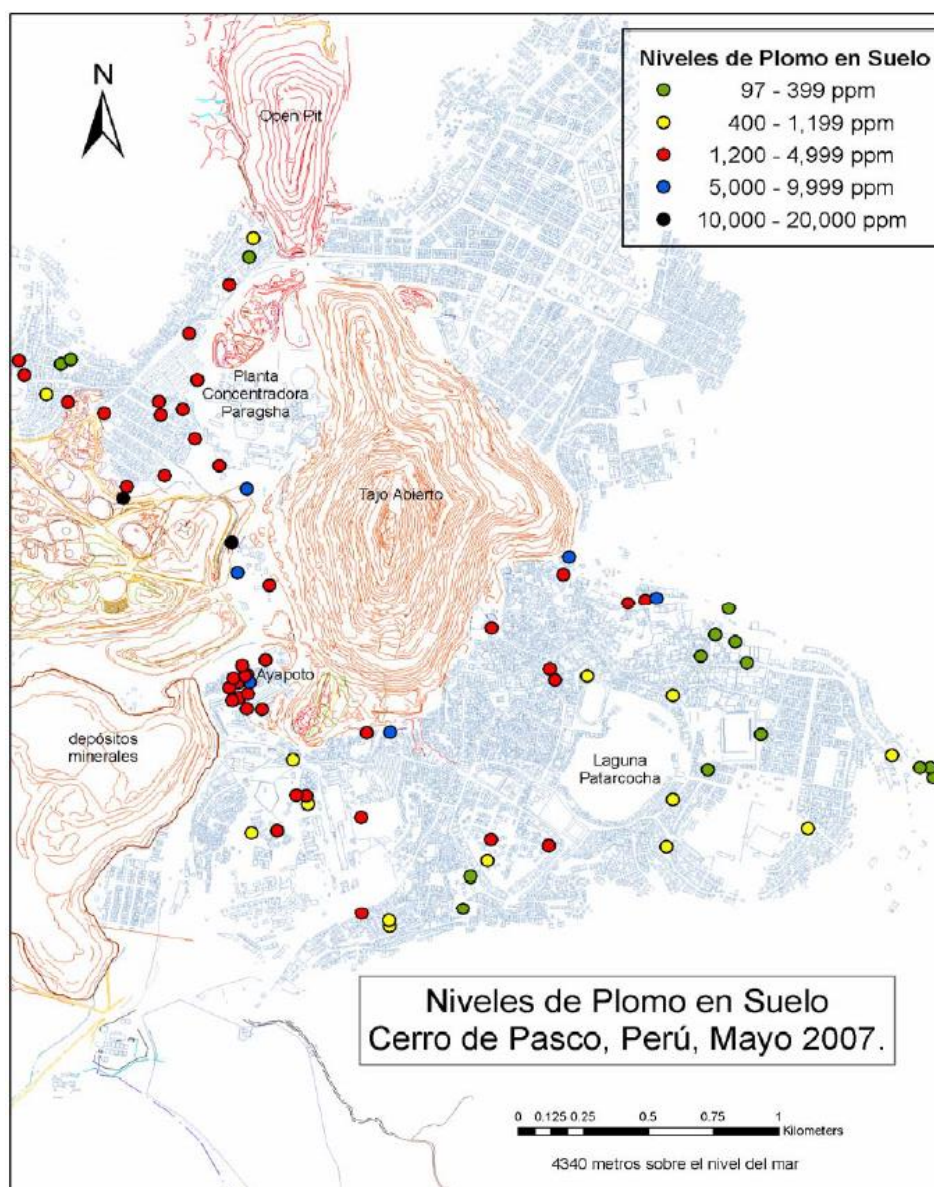 N
Open Pit
Niveles de Plomo en Suelo
97 - 399 ppm
400 - 1,199 ppm
1,200 - 4,999 ppm
5,000 - 9,999 ppm
10,000 - 20,000 ppm
Planta
Concentradora
Paragsha
Tajo Abierto
Ayapoto
depósitos
minerales
Laguna
Patarcocha
Niveles de Plomo en Suelo
Cerro de Pasco, Perú, Mayo 2007.
0 0.125 0.25 0.5 0.75 1
Kilometers
4340 metros sobre el nivel del mar